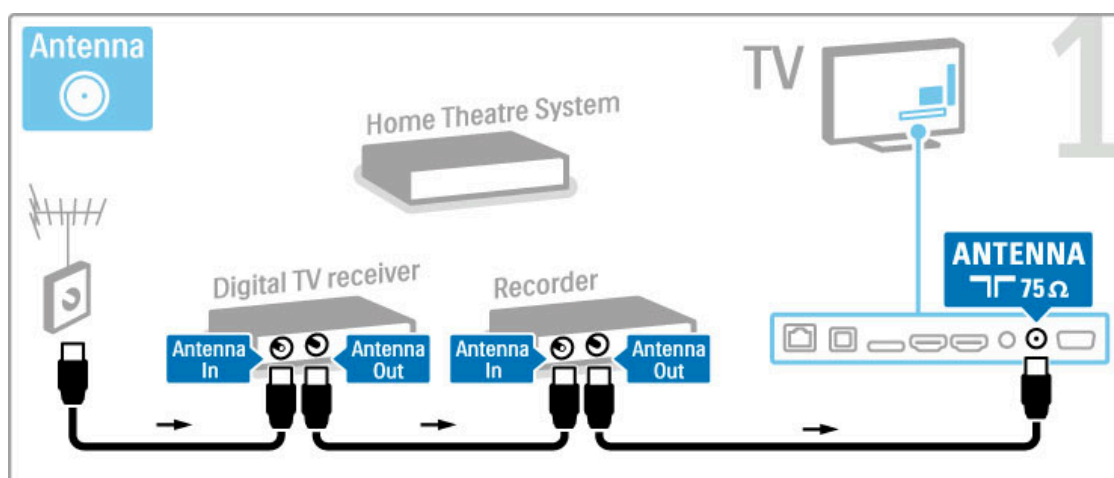 Antenna
TV
1
Home Theatre System
Digital TV receiver
Recorder
ANTENNA
75 Ω
Antenna
In
Antenna
Out
Antenna
In
Antenna
Out